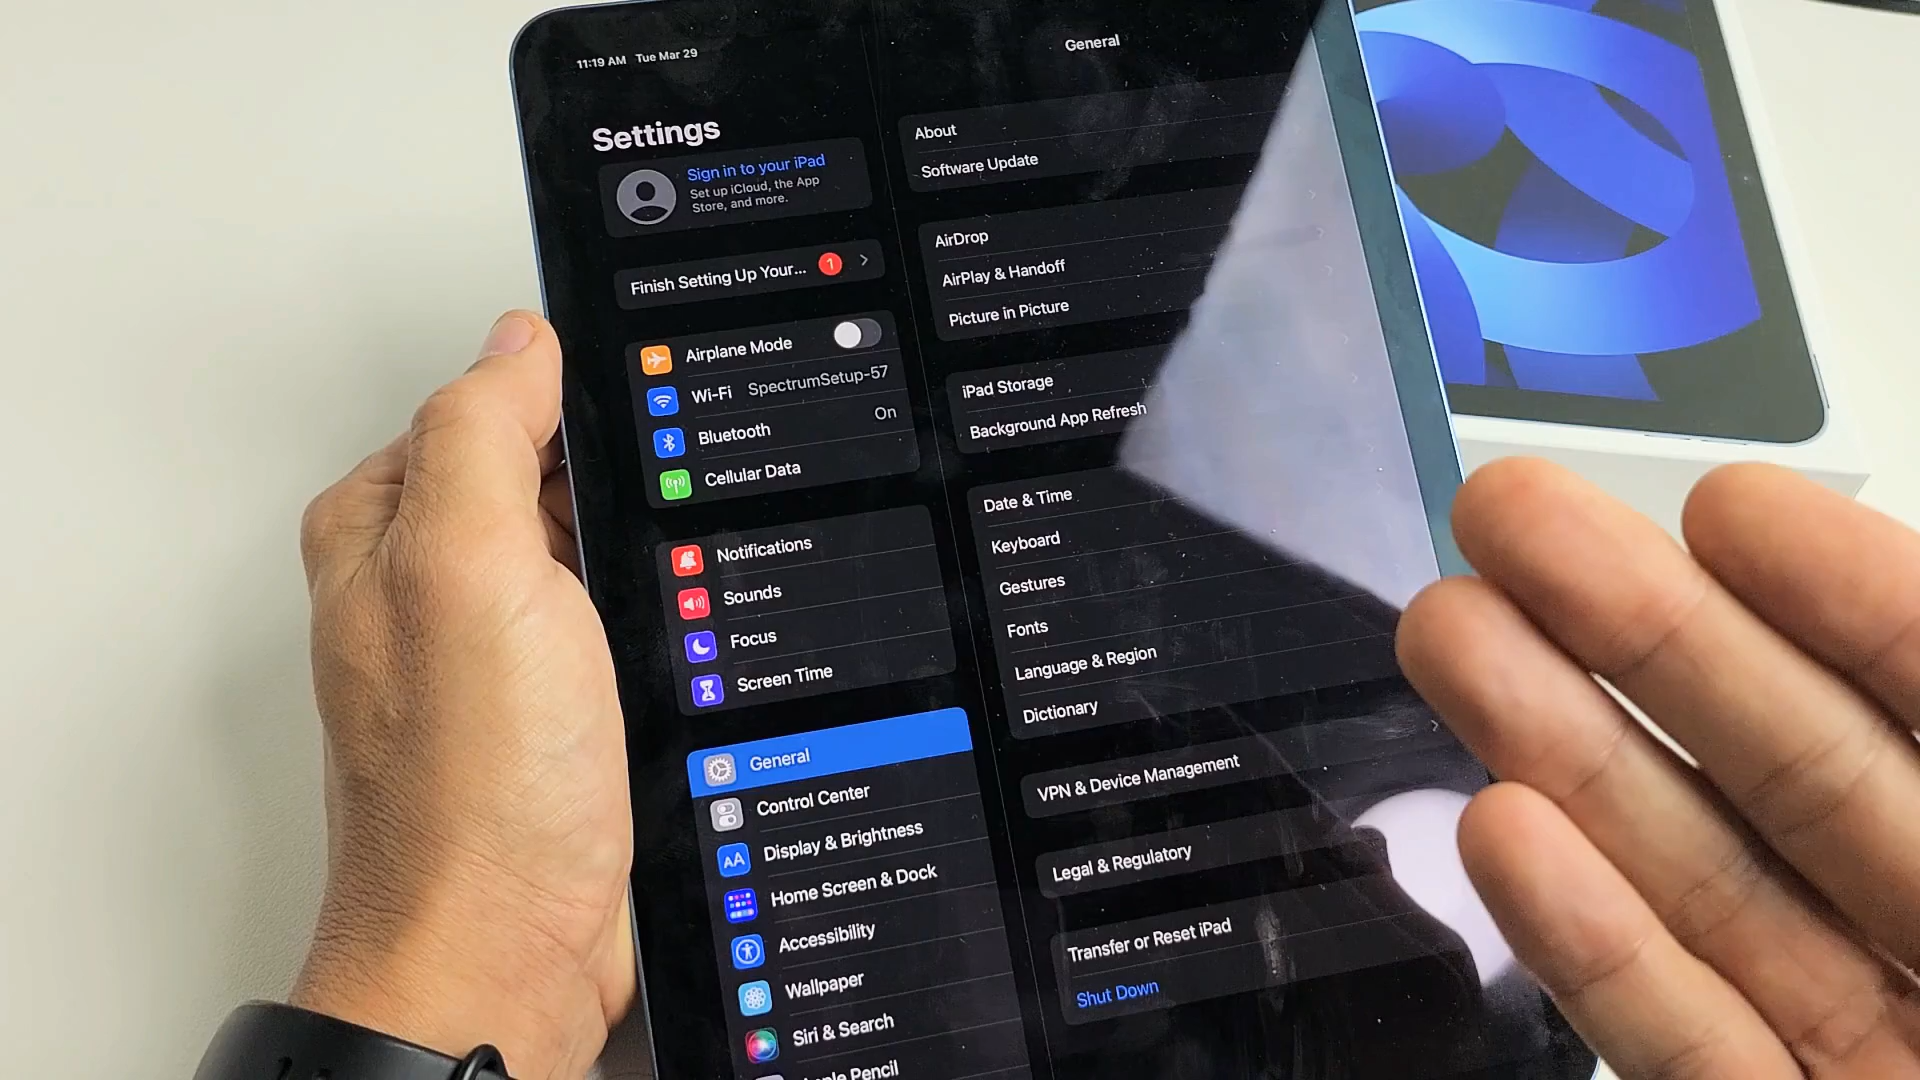 11:19 AM Tue Mar 29
Settings
Sign in to your iPad
Set up iCloud, the App
Store, and more.
Finish Setting Up Your... 1
Airplane Mode
Wi-Fi SpectrumSetup-57
Bluetooth On
Cellular Data
Notifications
Sounds
Focus
Screen Time
General
Control Center
Display & Brightness
Home Screen & Dock
Accessibility
Wallpaper
Siri & Search
Pencil
General
About
Software Update
AirDrop
AirPlay & Handoff
Picture in Picture
iPad Storage
Background App Refresh
Date & Time
Keyboard
Gestures
Fonts
Language & Region
Dictionary
VPN & Device Management
Legal & Regulatory
Transfer or Reset iPad
Shut Down